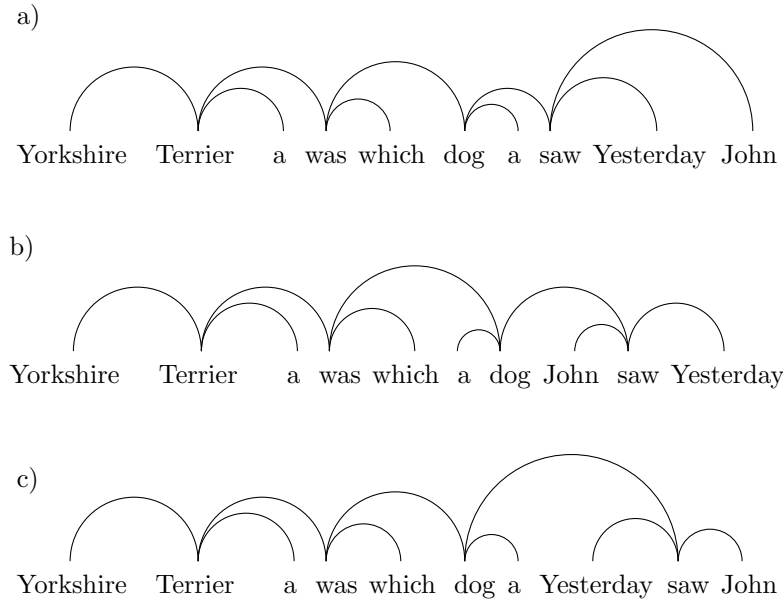 a)
Yorkshire Terrier a was which dog a saw Yesterday John
b)
Yorkshire Terrier a was which a dog John saw Yesterday
c)
Yorkshire Terrier a was which dog a Yesterday saw John